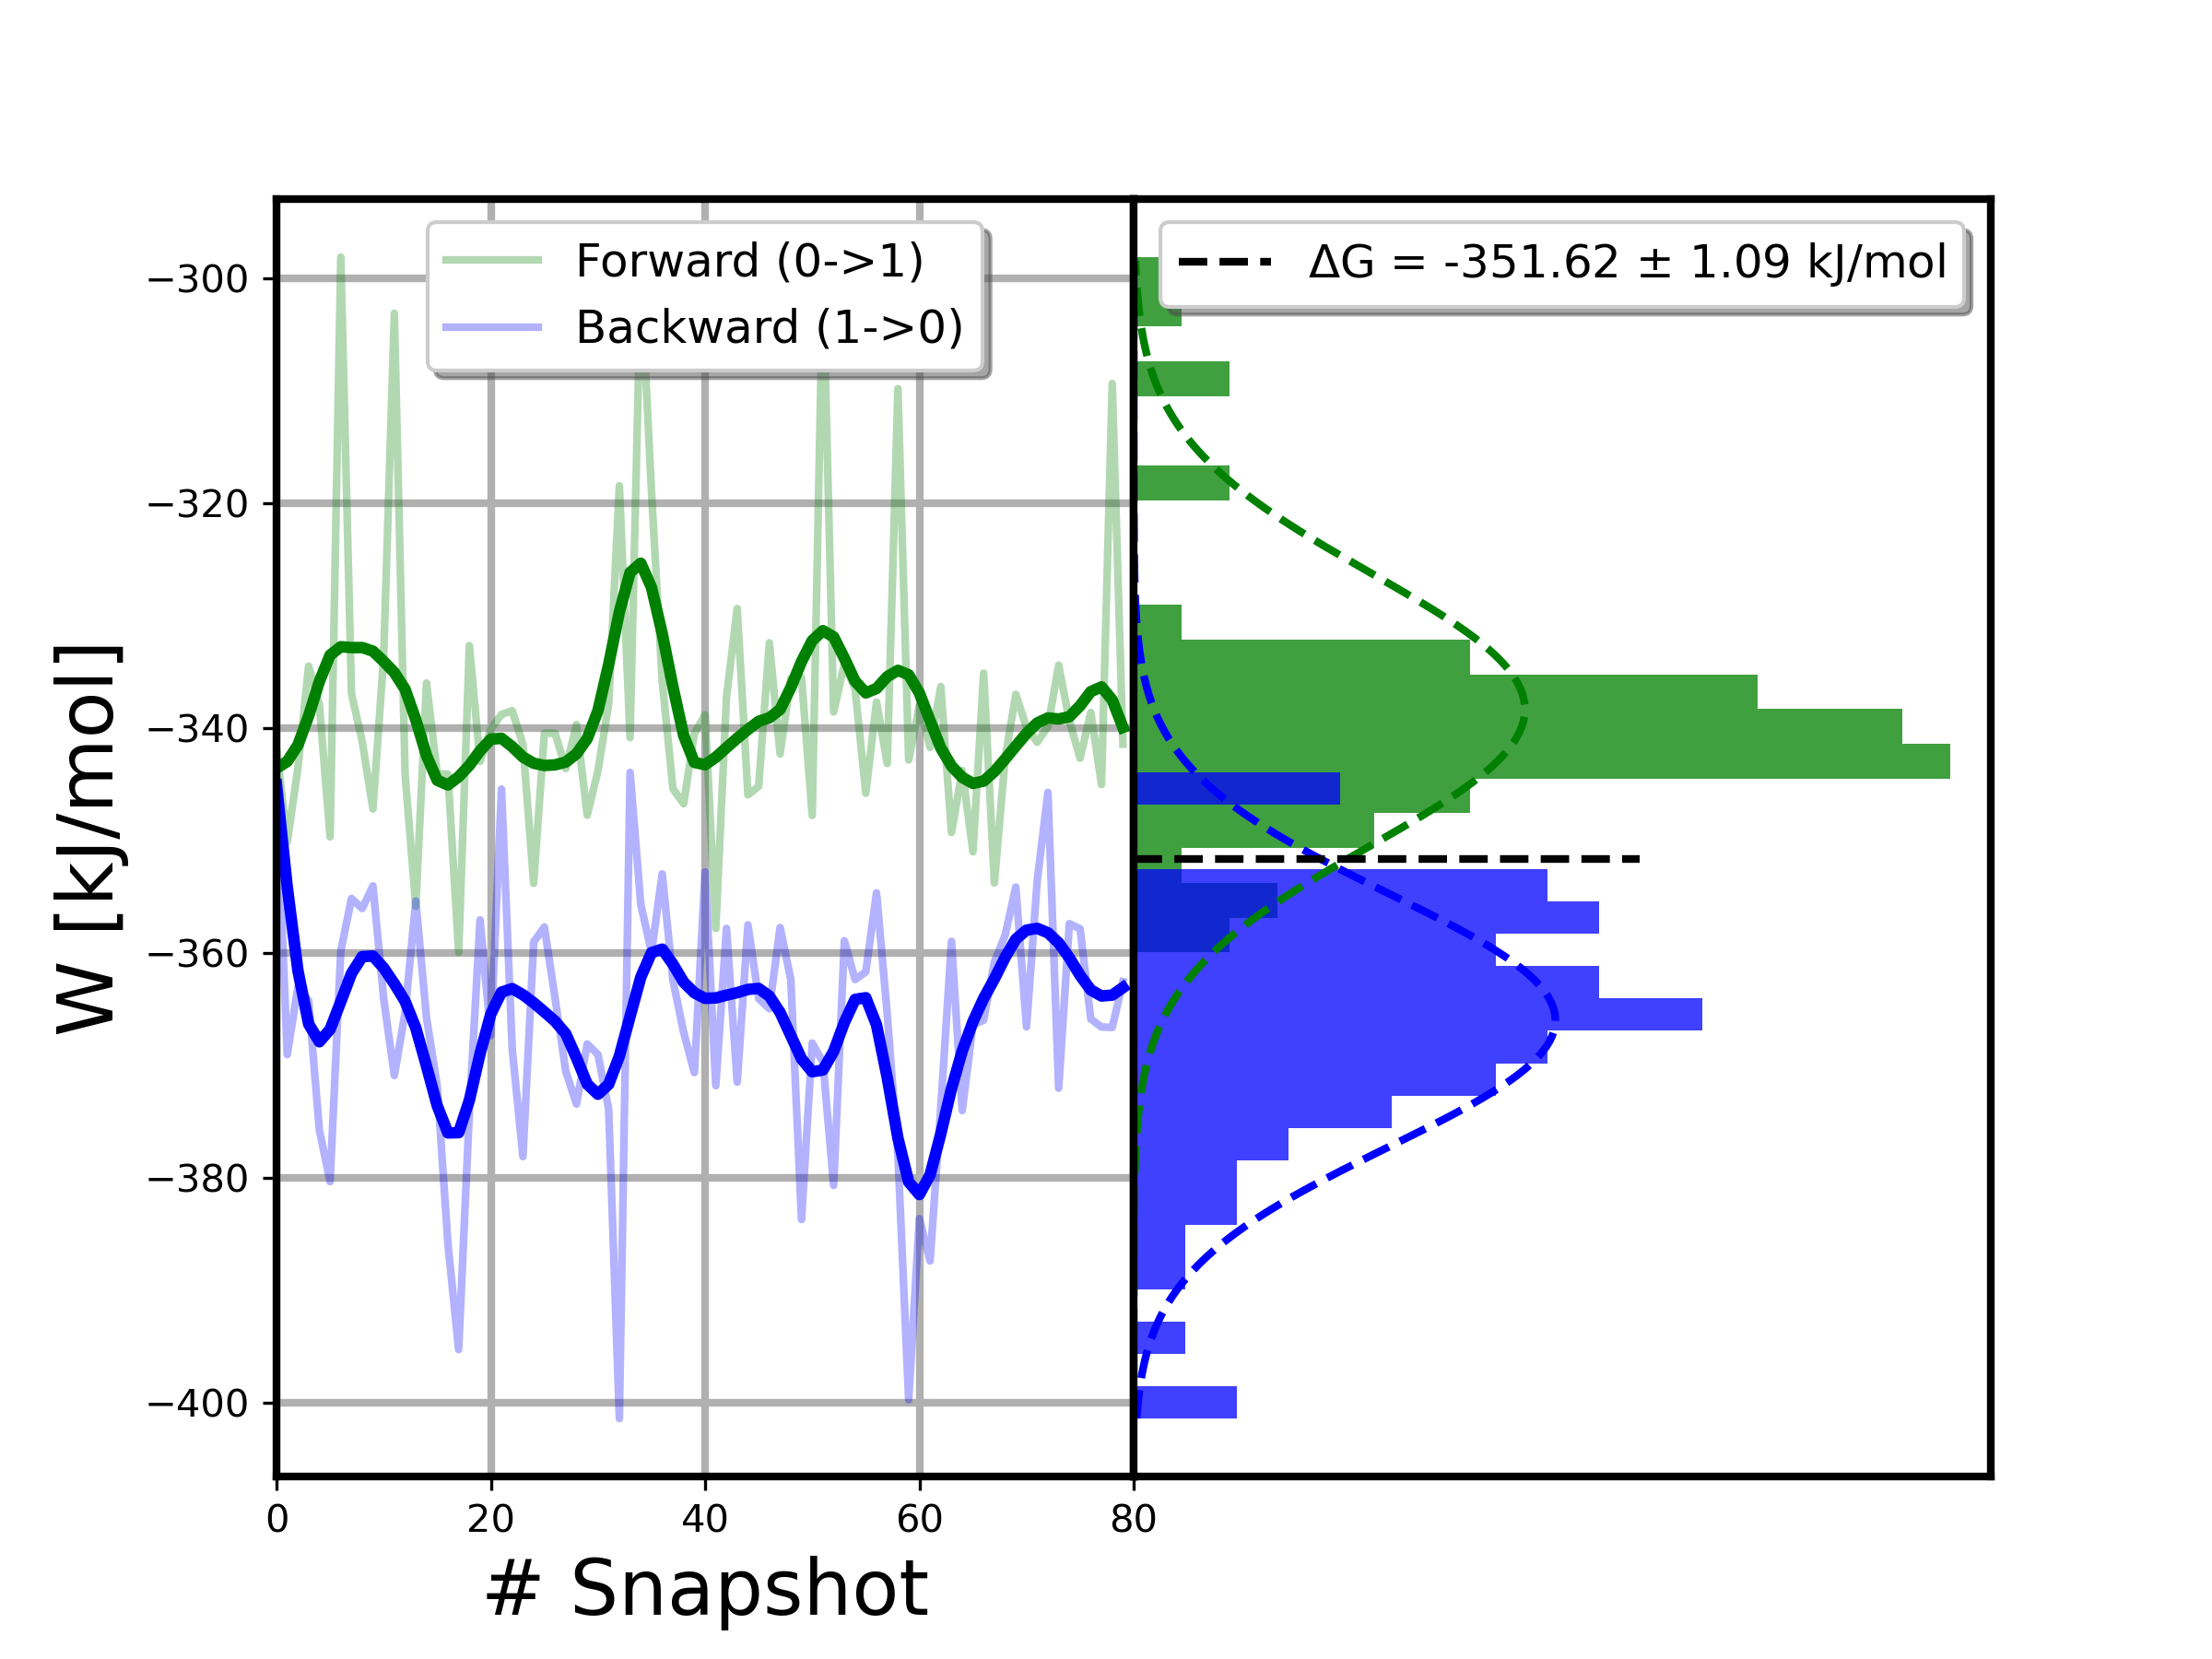 Forward (0->1)
Backward (1->0)
ΔG = -351.62 ± 1.09 kJ/mol
W [kJ/mol]
−300
−320
−340
−360
−380
−400
0 20 40 60 80
# Snapshot